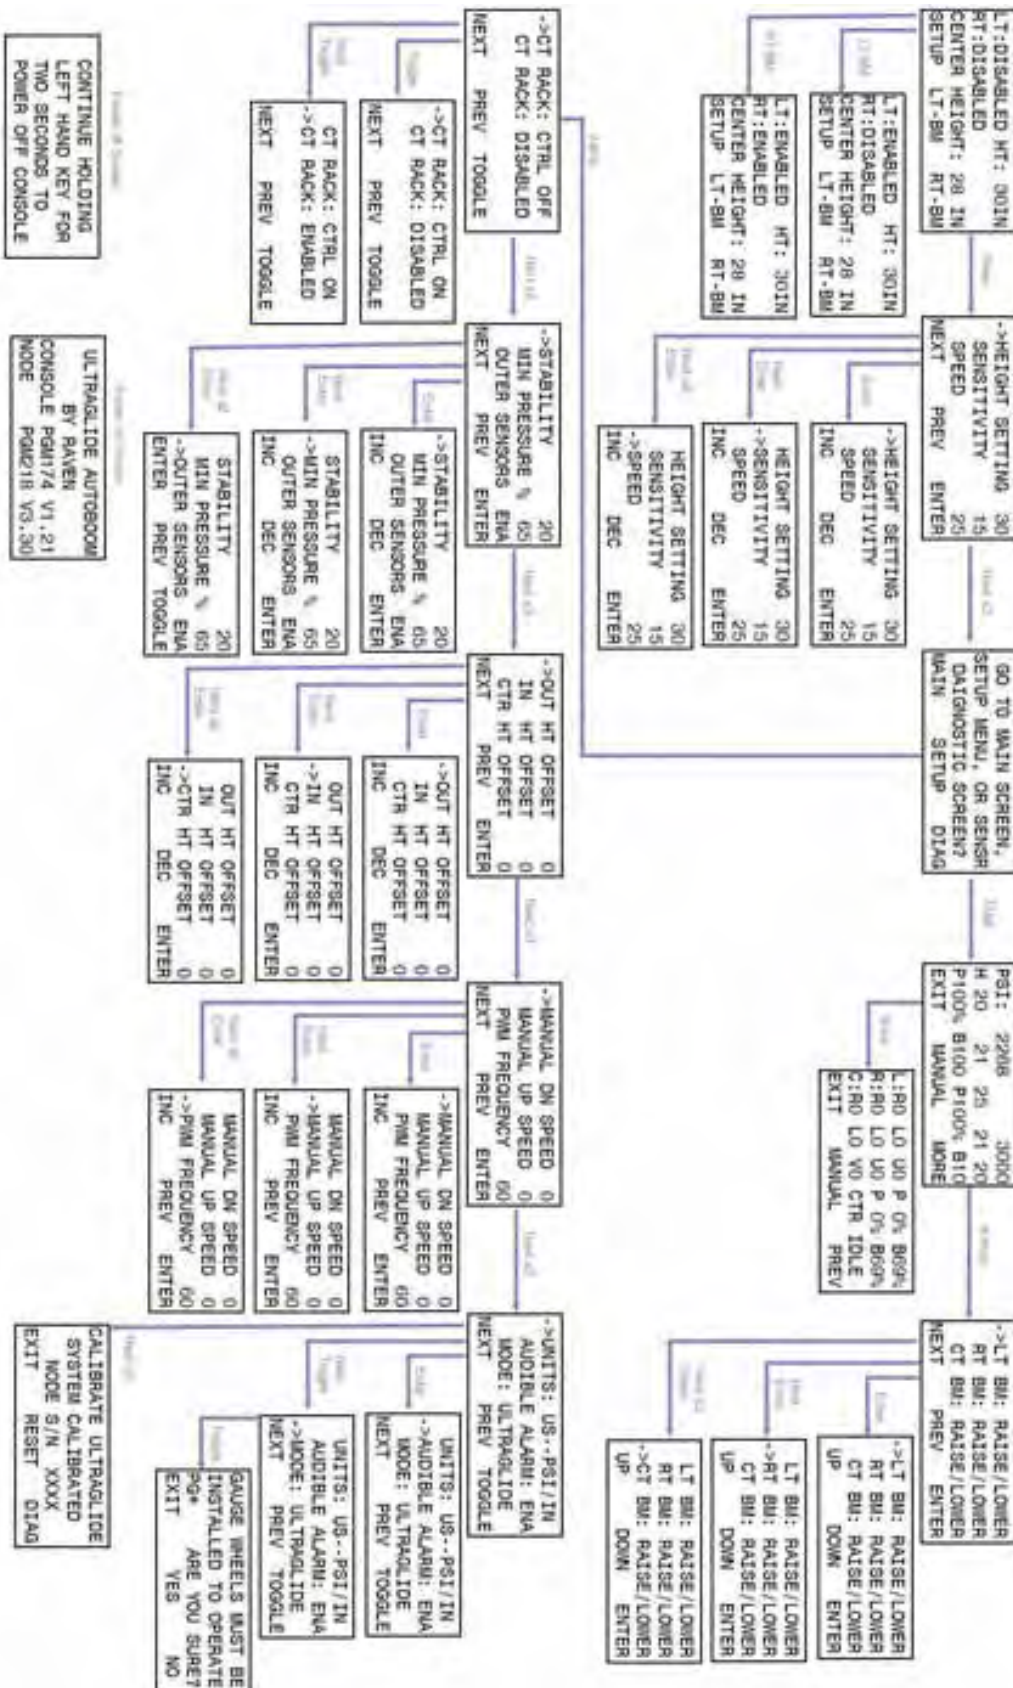 LT:DISABLED HT: 30IN
RT:DISABLED
CENTER HEIGHT: 28 IN
SETUP LT-BM RT-BM
LT:ENABLED HT: 30IN
RT:DISABLED
CENTER HEIGHT: 28 IN
SETUP LT-BM RT-BM
LT:ENABLED HT: 30IN
RT:ENABLED
CENTER HEIGHT: 28 IN
SETUP LT-BM RT-BM
->HEIGHT SETTING 30
SENSITIVITY 15
SPEED 25
NEXT PREV ENTER
->HEIGHT SETTING 30
SENSITIVITY 15
SPEED 25
INC DEC ENTER
HEIGHT SETTING 30
->SENSITIVITY 15
SPEED 25
INC DEC ENTER
HEIGHT SETTING 30
SENSITIVITY 15
->SPEED 25
INC DEC ENTER
GO TO MAIN SCREEN,
SETUP MENU, OR SENSR
DAIGNOSTIC SCREEN?
MAIN SETUP DIAG
PSI: 2268 3000
H 20 21 25 21 20
P100% B100 P100% B10
EXIT MANUAL MORE
L:R0 L0 U0 P 0% B69%
R:R0 L0 U0 P 0% B69%
C:R0 L0 V0 CTR IDLE
EXIT MANUAL PREV
->LT BM: RAISE/LOWER
RT BM: RAISE/LOWER
CT BM: RAISE/LOWER
NEXT PREV ENTER
->LT BM: RAISE/LOWER
RT BM: RAISE/LOWER
CT BM: RAISE/LOWER
UP DOWN ENTER
LT BM: RAISE/LOWER
->RT BM: RAISE/LOWER
CT BM: RAISE/LOWER
UP DOWN ENTER
LT BM: RAISE/LOWER
RT BM: RAISE/LOWER
->CT BM: RAISE/LOWER
UP DOWN ENTER
->CT RACK: CTRL OFF
CT RACK: DISABLED
NEXT PREV TOGGLE
->CT RACK: CTRL ON
CT RACK: DISABLED
NEXT PREV TOGGLE
CT RACK: CTRL ON
->CT RACK: ENABLED
NEXT PREV TOGGLE
->STABILITY 20
MIN PRESSURE % 65
OUTER SENSORS ENA
NEXT PREV ENTER
->STABILITY 20
MIN PRESSURE % 65
OUTER SENSORS ENA
INC DEC ENTER
STABILITY 20
->MIN PRESSURE % 65
OUTER SENSORS ENA
INC DEC ENTER
STABILITY 20
MIN PRESSURE % 65
->OUTER SENSORS ENA
ENTER PREV TOGGLE
->OUT HT OFFSET 0
IN HT OFFSET 0
CTR HT OFFSET 0
NEXT PREV ENTER
->OUT HT OFFSET 0
IN HT OFFSET 0
CTR HT OFFSET 0
INC DEC ENTER
OUT HT OFFSET 0
->IN HT OFFSET 0
CTR HT OFFSET 0
INC DEC ENTER
OUT HT OFFSET 0
IN HT OFFSET 0
->CTR HT OFFSET 0
INC DEC ENTER
->MANUAL DN SPEED 0
MANUAL UP SPEED 0
PWM FREQUENCY 60
NEXT PREV ENTER
->MANUAL DN SPEED 0
MANUAL UP SPEED 0
PWM FREQUENCY 60
INC PREV ENTER
MANUAL DN SPEED 0
->MANUAL UP SPEED 0
PWM FREQUENCY 60
INC PREV ENTER
MANUAL DN SPEED 0
MANUAL UP SPEED 0
->PWM FREQUENCY 60
INC PREV ENTER
->UNITS: US--PSI/IN
AUDIBLE ALARM: ENA
MODE: ULTRAGLIDE
NEXT PREV TOGGLE
UNITS: US--PSI/IN
->AUDIBLE ALARM: ENA
MODE: ULTRAGLIDE
NEXT PREV TOGGLE
UNITS: US--PSI/IN
AUDIBLE ALARM: ENA
->MODE: ULTRAGLIDE
NEXT PREV TOGGLE
GAUGE WHEELS MUST BE
INSTALLED TO OPERATE
PG* ARE YOU SURE?
EXIT YES NO
CALIBRATE ULTRAGLIDE
SYSTEM CALIBRATED
NODE S/N XXXX
EXIT RESET DIAG
CONTINUE HOLDING
LEFT HAND KEY FOR
TWO SECONDS TO
POWER OFF CONSOLE
ULTRAGLIDE AUTOBOOM
BY RAVEN
CONSOLE PGM174 V1.21
NODE PGM218 V3.30